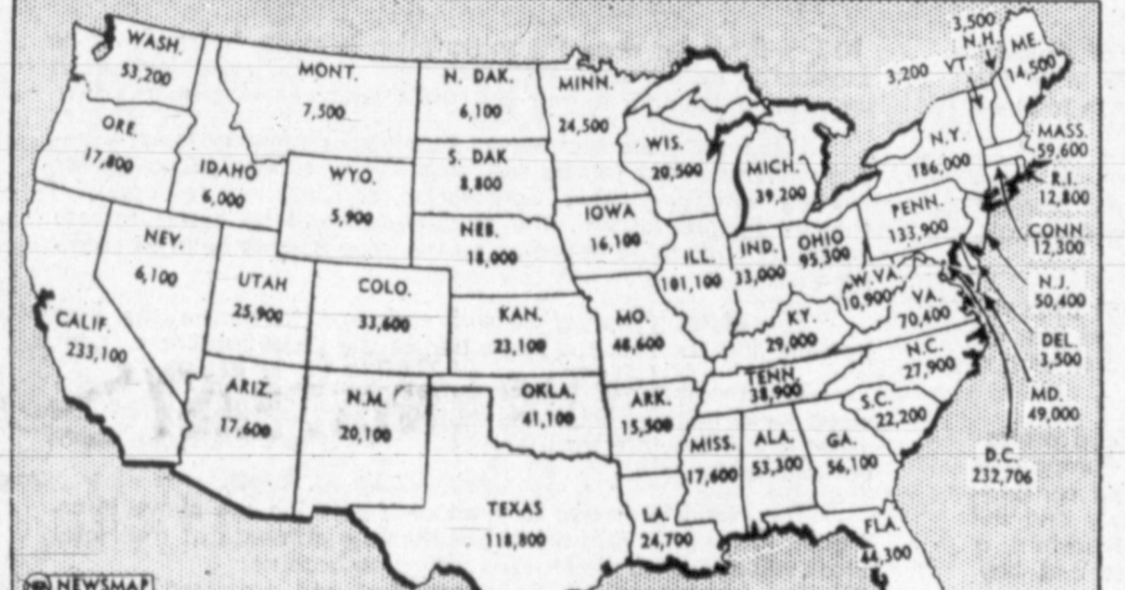 WASH.
53,200
MONT.
7,500
N. DAK.
6,100
MINN.
24,500
3,500
N.H.
3,200 VT.
ME.
14,500
ORE.
17,800
IDAHO
6,000
WYO.
5,900
S. DAK
8,800
WIS.
20,500
MICH.
39,200
N.Y.
186,000
MASS.
59,600
R.I.
12,800
CONN.
12,300
NEV.
6,100
UTAH
25,900
COLO.
33,600
NEB.
18,000
IOWA
16,100
ILL.
101,100
IND.
33,000
OHIO
95,300
PENN.
133,900
N.J.
50,400
CALIF.
233,100
KAN.
23,100
MO.
48,600
KY.
29,000
W.VA.
10,900
VA.
70,400
DEL.
3,500
MD.
49,000
D.C.
232,706
ARIZ.
17,600
N.M.
20,100
OKLA.
41,100
ARK.
15,500
TENN.
38,900
N.C.
27,900
S.C.
22,200
TEXAS
118,800
LA.
24,700
MISS.
17,600
ALA.
53,300
GA.
56,100
FLA.
44,300
NEWSMAP